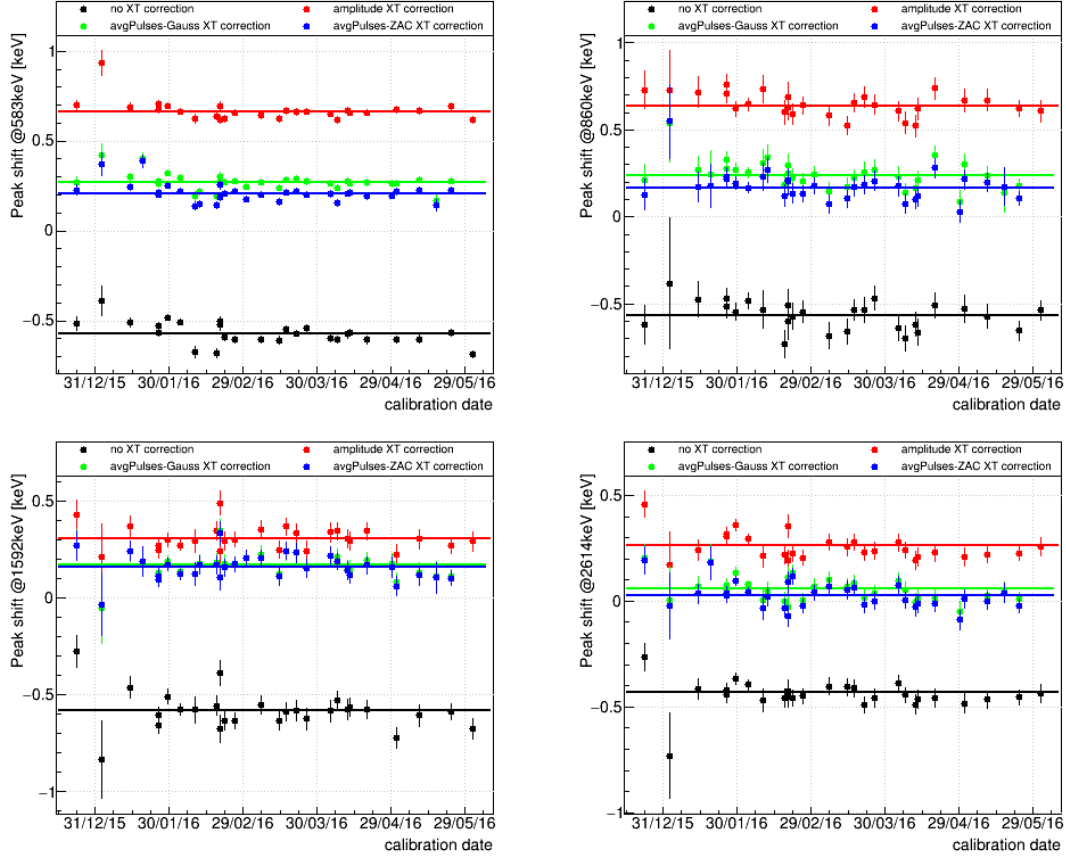 no XT correction amplitude XT correction
avgPulses-Gauss XT correction avgPulses-ZAC XT correction
Peak shift @583keV [keV]
1
0.5
0
−0.5
31/12/15 30/01/16 29/02/16 30/03/16 29/04/16 29/05/16
calibration date
no XT correction amplitude XT correction
avgPulses-Gauss XT correction avgPulses-ZAC XT correction
Peak shift @860keV [keV]
1
0.5
0
−0.5
31/12/15 30/01/16 29/02/16 30/03/16 29/04/16 29/05/16
calibration date
no XT correction amplitude XT correction
avgPulses-Gauss XT correction avgPulses-ZAC XT correction
Peak shift @1592keV [keV]
0.5
0
−0.5
−1
31/12/15 30/01/16 29/02/16 30/03/16 29/04/16 29/05/16
calibration date
no XT correction amplitude XT correction
avgPulses-Gauss XT correction avgPulses-ZAC XT correction
Peak shift @2614keV [keV]
0.5
0
−0.5
−1
31/12/15 30/01/16 29/02/16 30/03/16 29/04/16 29/05/16
calibration date